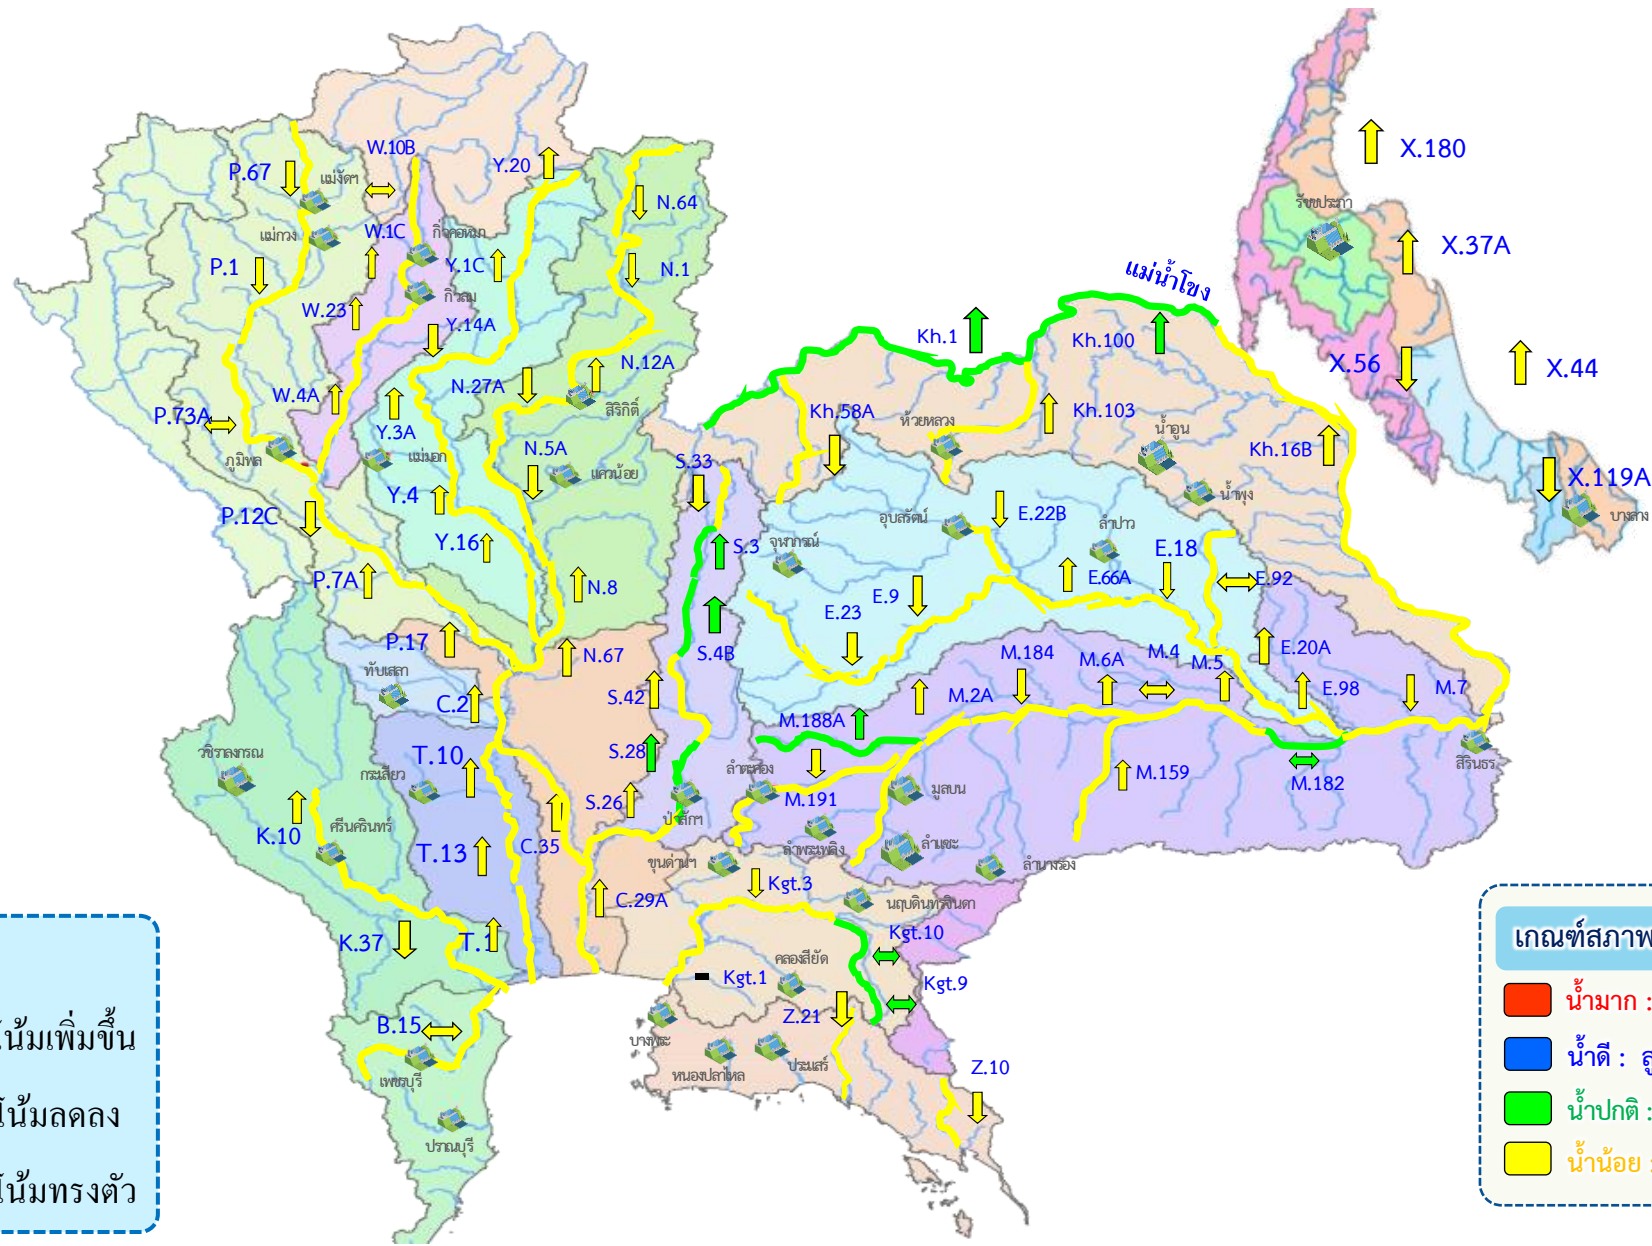 W.10B
Y.20
P.67
แม่งัดฯ
N.64
แม่กวง
W.1C
กิ่วคอหมา
Y.1C
P.1
N.1
กิ่วลม
W.23
Y.14A
N.12A
N.27A
สิริกิติ์
W.4A
P.73A
Y.3A
ภูมิพล
แม่มอก
N.5A
แควน้อย
Y.4
P.12C
Y.16
P.7A
N.8
P.17
N.67
ทับเสลา
C.2
T.10
วชิราลงกรณ
กระเสียว
K.10
ศรีนครินทร์
T.13
C.35
C.29A
K.37
T.1
B.15
เพชรบุรี
ปราณบุรี
S.33
S.3
S.4B
S.42
S.28
S.26
ป่าสักฯ
แม่น้ำโขง
Kh.1
Kh.100
Kh.58A
Kh.103
ห้วยหลวง
น้ำอูน
Kh.16B
น้ำพุง
อุบลรัตน์
E.22B
ลำปาว
จุฬาภรณ์
E.18
E.66A
E.92
E.9
E.23
E.20A
M.184
M.6A
M.4
M.5
E.98
M.7
M.2A
M.188A
ลำตะคอง
M.191
มูลบน
M.159
M.182
สิรินธร
ลำพระเพลิง
ลำแชะ
ลำนางรอง
ขุนด่านฯ
Kgt.3
นฤบดินทรจินดา
Kgt.10
Kgt.1
คลองสียัด
Kgt.9
Z.21
บางพระ
หนองปลาไหล
ประแสร์
Z.10
X.180
รัชชประภา
X.37A
X.56
X.44
X.119A
บางลาง
โน้มเพิ่มขึ้น
โน้มลดลง
โน้มทรงตัว
เกณฑ์สภาพ
น้ำมาก :
น้ำดี : สู
น้ำปกติ :
น้ำน้อย :